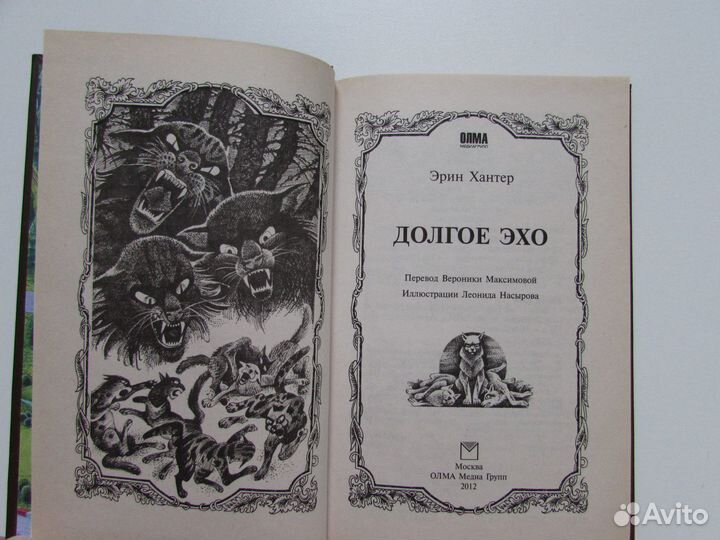 ОЛМА
МЕДИАГРУПП
Эрин Хантер
ДОЛГОЕ ЭХО
Перевод Вероники Максимовой
Иллюстрации Леонида Насырова
Москва
ОЛМА Медиа Групп
2012
Avito